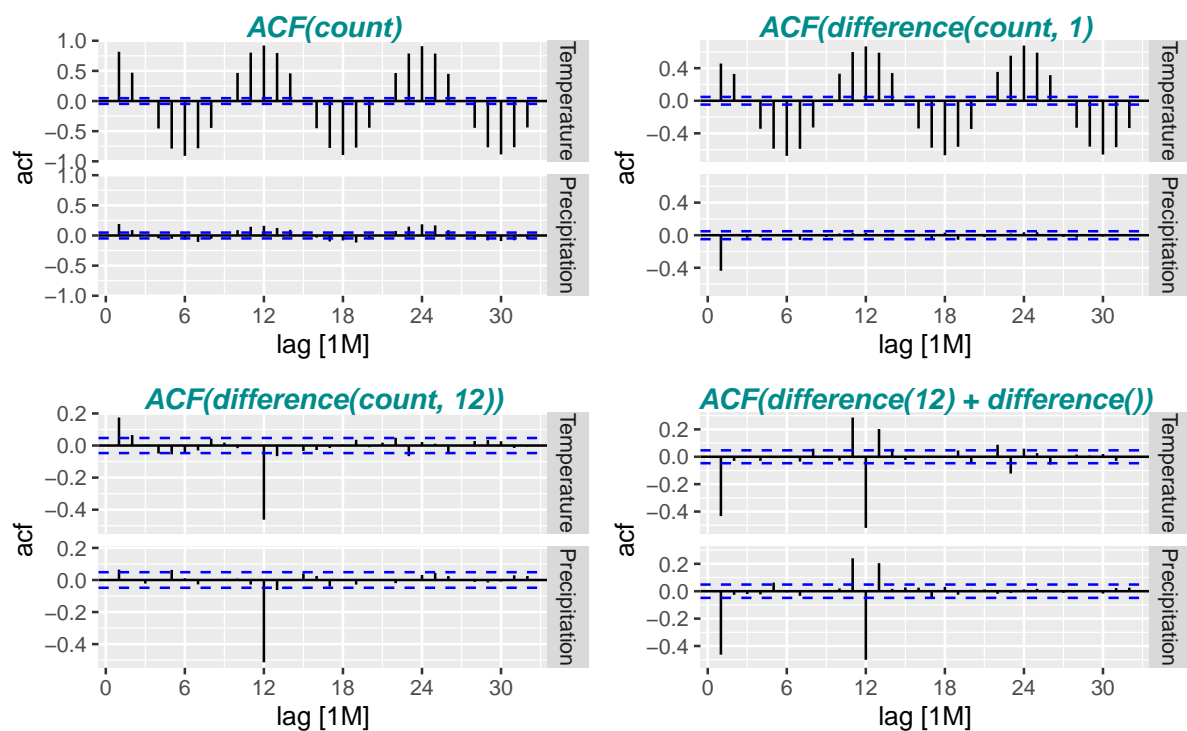 ACF(count)
1.0
0.5
0.0
−0.5
−1.0
Temperature
1.0
0.5
0.0
−0.5
−1.0
Precipitation
acf
0 6 12 18 24 30
lag [1M]
ACF(difference(count, 1)
0.4
0.0
−0.4
Temperature
0.4
0.0
−0.4
Precipitation
acf
0 6 12 18 24 30
lag [1M]
ACF(difference(count, 12))
0.2
0.0
−0.2
−0.4
Temperature
0.2
0.0
−0.2
−0.4
Precipitation
acf
0 6 12 18 24 30
lag [1M]
ACF(difference(12) + difference())
0.2
0.0
−0.2
−0.4
Temperature
0.2
0.0
−0.2
−0.4
Precipitation
acf
0 6 12 18 24 30
lag [1M]